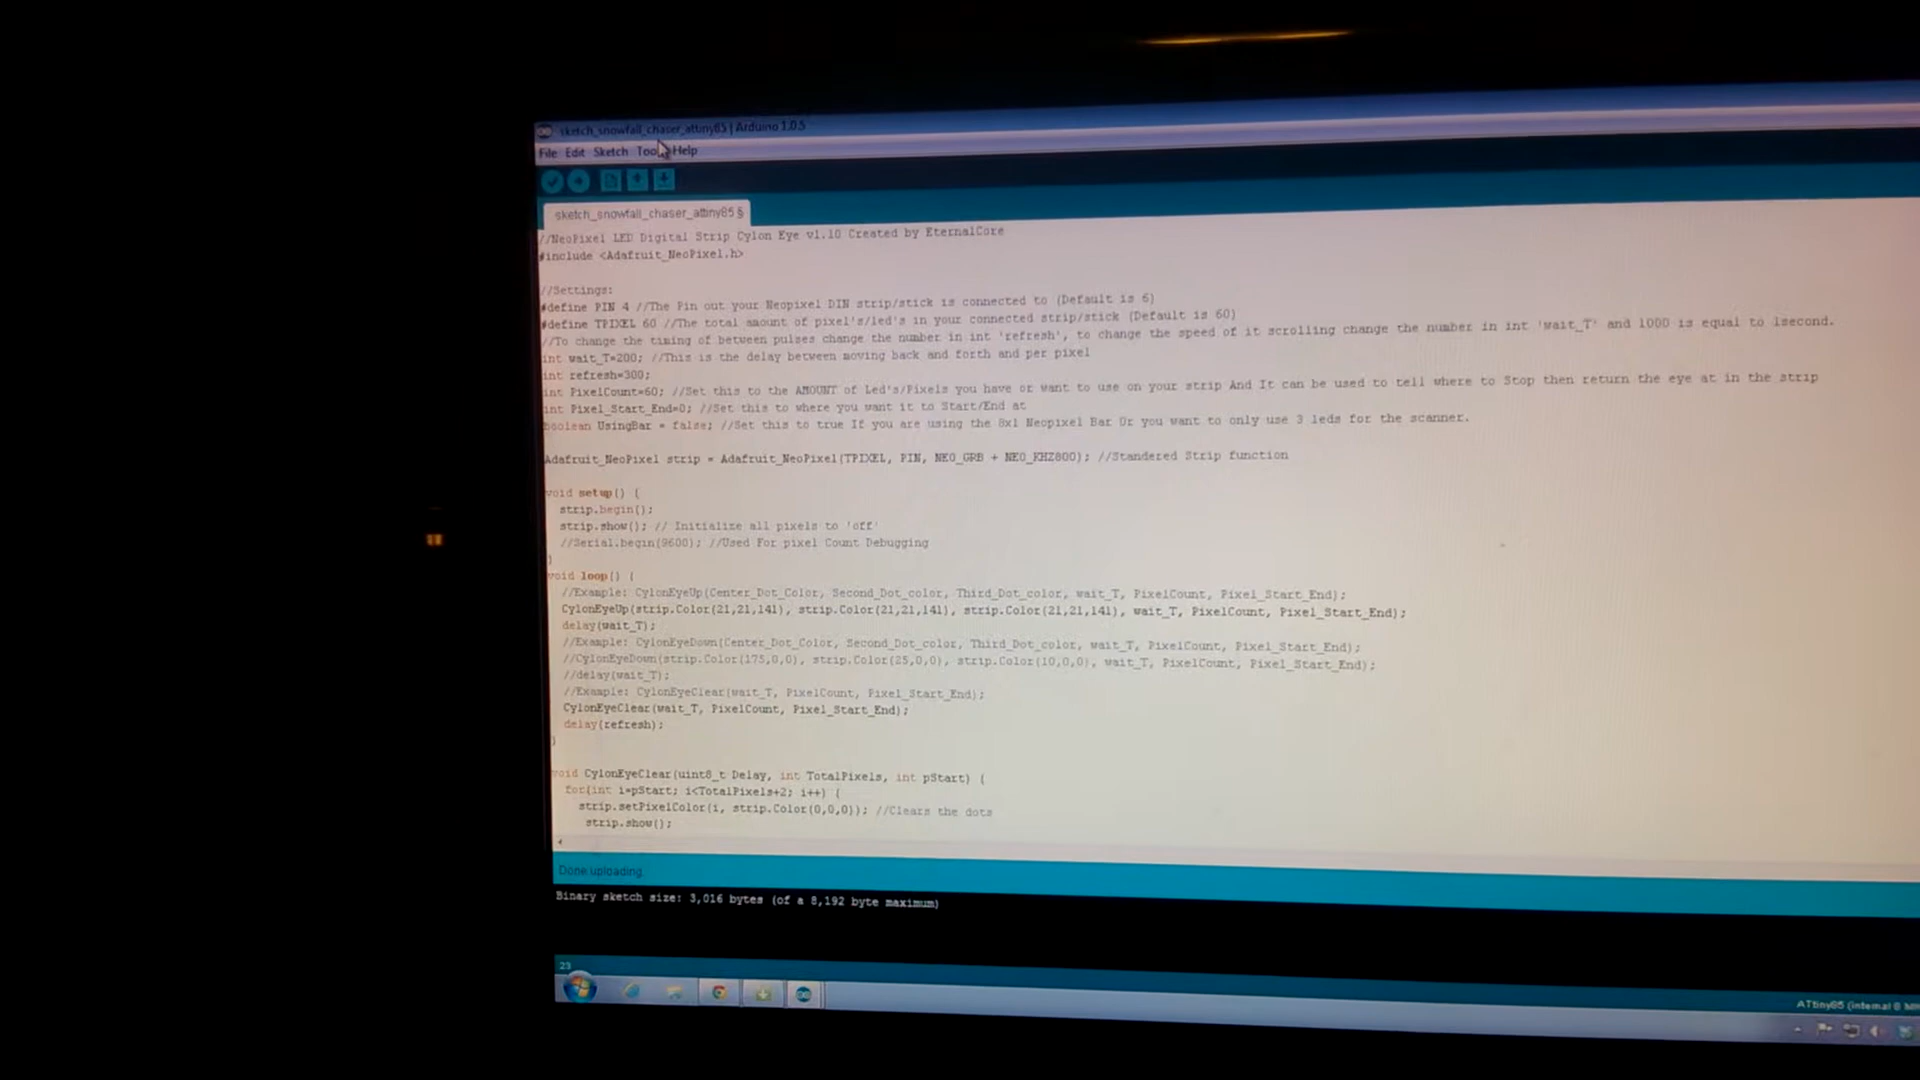 sketch_snowfall_chaser_attiny85 | Arduino 1.0.5
File Edit Sketch Tools Help
sketch_snowfall_chaser_attiny85 §
//NeoPixel LED Digital Strip Cylon Eye v1.10 Created by EternalCore
#include <Adafruit_NeoPixel.h>
//Settings:
#define PIN 4 //The Pin out your Neopixel DIN strip/stick is connected to (Default is 6)
#define TPIXEL 60 //The total amount of pixel's/led's in your connected strip/stick (Default is 60)
//To change the timing of between pulses change the number in int 'refresh', to change the speed of it scrolling change the number in int 'wait_T' and 1000 is equal to 1second.
int wait_T=200; //This is the delay between moving back and forth and per pixel
int refresh=300;
int PixelCount=60; //Set this to the AMOUNT of Led's/Pixels you have or want to use on your strip And It can be used to tell where to Stop then return the eye at in the strip
int Pixel_Start_End=0; //Set this to where you want it to Start/End at
boolean UsingBar = false; //Set this to true If you are using the 8x1 Neopixel Bar Or you want to only use 3 leds for the scanner.
Adafruit_NeoPixel strip = Adafruit_NeoPixel(TPIXEL, PIN, NEO_GRB + NEO_KHZ800); //Standered Strip function
void setup() {
strip.begin();
strip.show(); // Initialize all pixels to 'off'
//Serial.begin(9600); //Used For pixel Count Debugging
}
void loop() {
//Example: CylonEyeUp(Center_Dot_Color, Second_Dot_color, Third_Dot_color, wait_T, PixelCount, Pixel_Start_End);
CylonEyeUp(strip.Color(21,21,141), strip.Color(21,21,141), strip.Color(21,21,141), wait_T, PixelCount, Pixel_Start_End);
delay(wait_T);
//Example: CylonEyeDown(Center_Dot_Color, Second_Dot_color, Third_Dot_color, wait_T, PixelCount, Pixel_Start_End);
//CylonEyeDown(strip.Color(175,0,0), strip.Color(25,0,0), strip.Color(10,0,0), wait_T, PixelCount, Pixel_Start_End);
//delay(wait_T);
//Example: CylonEyeClear(wait_T, PixelCount, Pixel_Start_End);
CylonEyeClear(wait_T, PixelCount, Pixel_Start_End);
delay(refresh);
}
void CylonEyeClear(uint8_t Delay, int TotalPixels, int pStart) {
for(int i=pStart; i<TotalPixels+2; i++) {
strip.setPixelColor(i, strip.Color(0,0,0)); //Clears the dots
strip.show();
Done uploading.
Binary sketch size: 3,016 bytes (of a 8,192 byte maximum)
23
ATtiny85 (internal 8